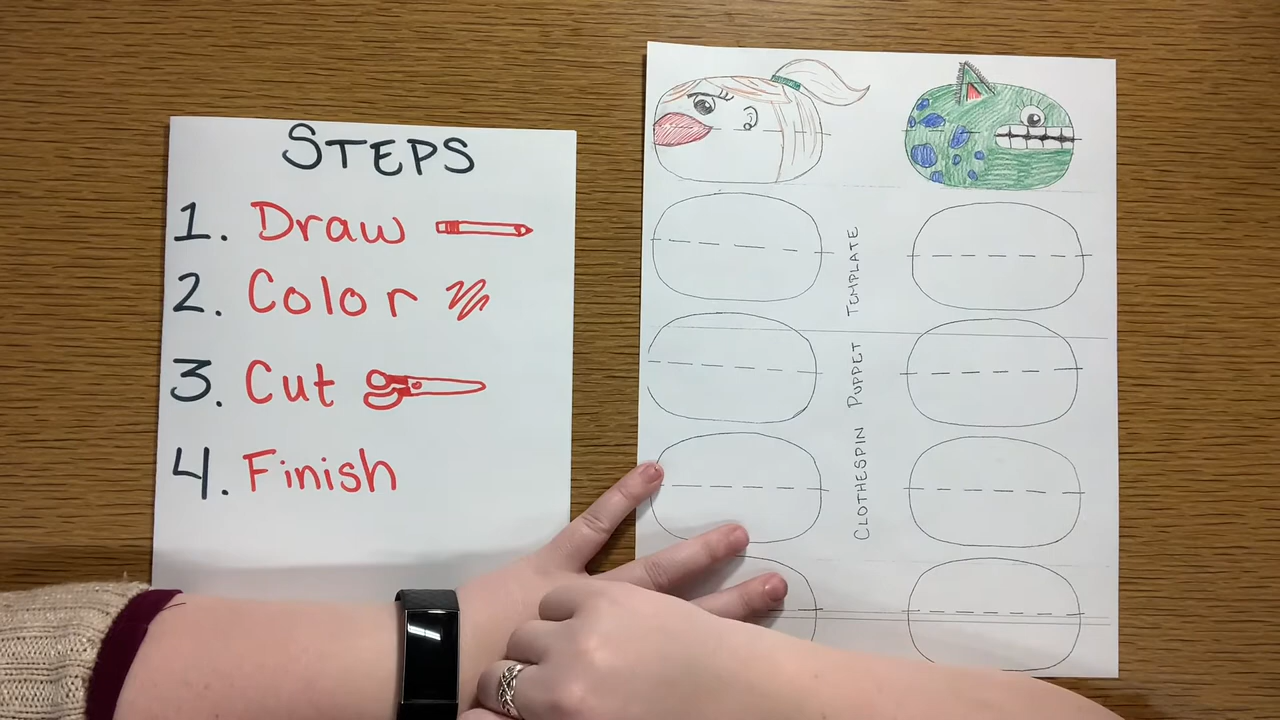 STEPS
1. Draw
2. Color
3. Cut
4. Finish
CLOTHESPIN PUPPET TEMPLATE